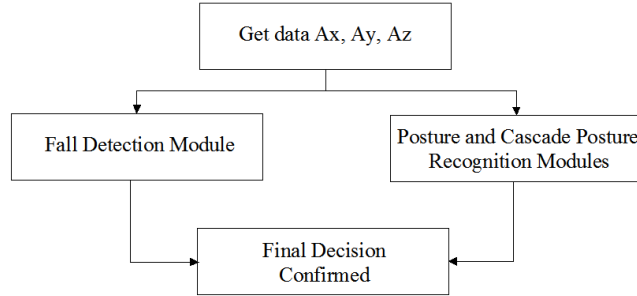 Get data Ax, Ay, Az
Fall Detection Module
Posture and Cascade Posture
Recognition Modules
Final Decision
Confirmed